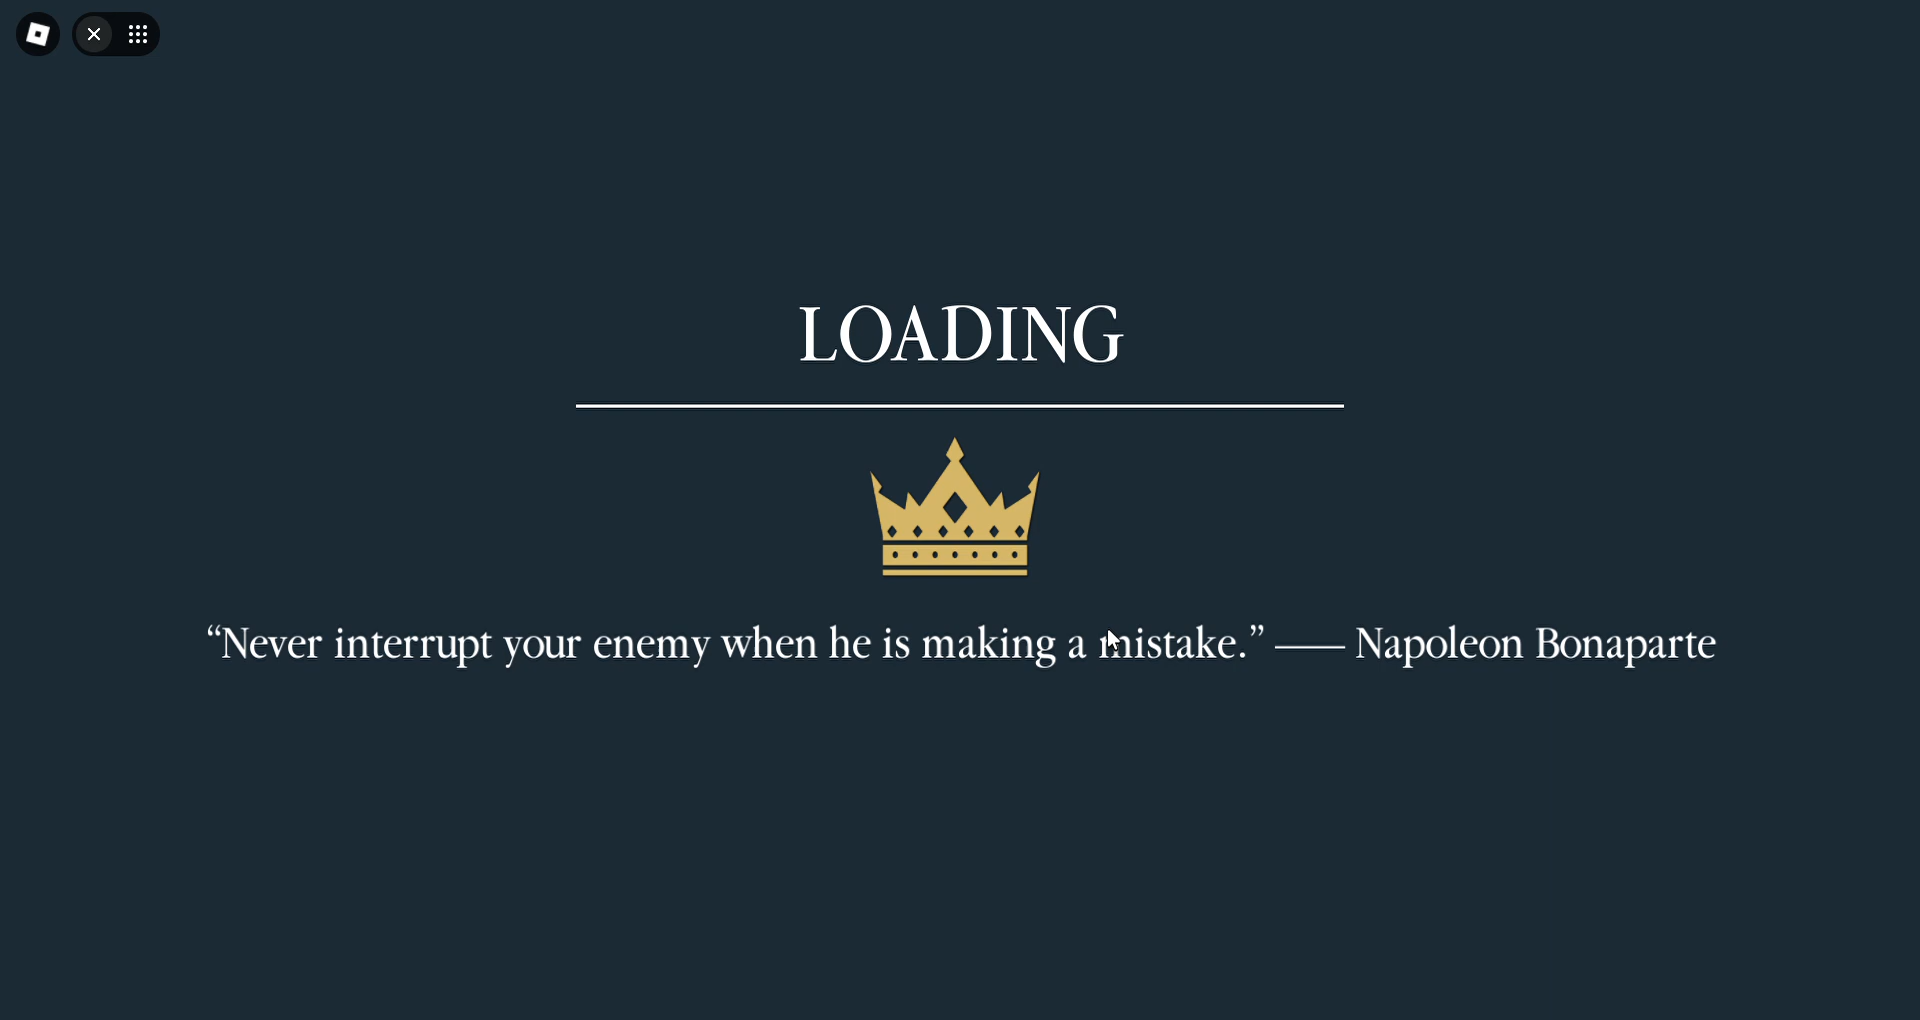 LOADING
“Never interrupt your enemy when he is making a mistake.” —— Napoleon Bonaparte